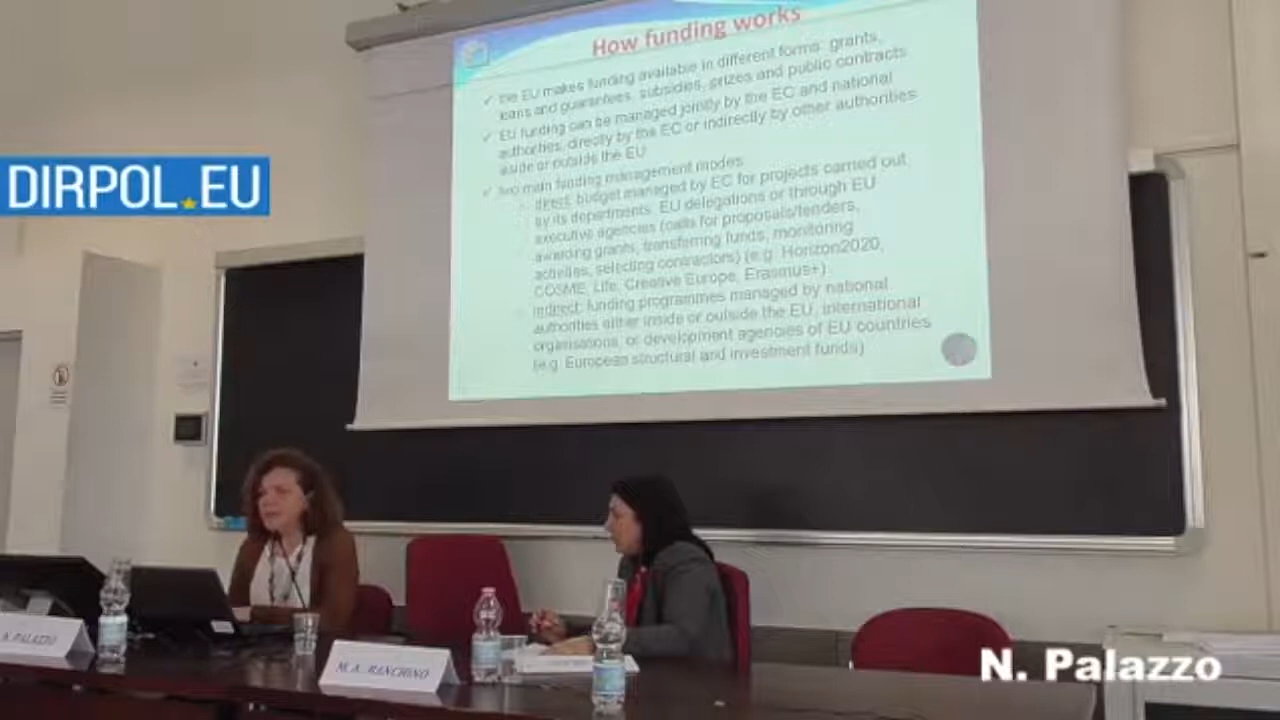 How funding works
the EU makes funding available in different forms: grants,
loans and guarantees, subsidies, prizes and public contracts
EU funding can be managed jointly by the EC and national
authorities, directly by the EC or indirectly by other authorities
inside or outside the EU
two main funding management modes
direct: budget managed by EC for projects carried out
by its departments, EU delegations or through EU
executive agencies (calls for proposals/tenders,
awarding grants, transferring funds, monitoring
activities, selecting contractors) (e.g. Horizon2020,
COSME, Life, Creative Europe, Erasmus+)
indirect: funding programmes managed by national
authorities either inside or outside the EU, international
organisations, or development agencies of EU countries
(e.g. European structural and investment funds)
DIRPOL.EU
N. PALAZZO
M. A. RANCHINO
N. Palazzo